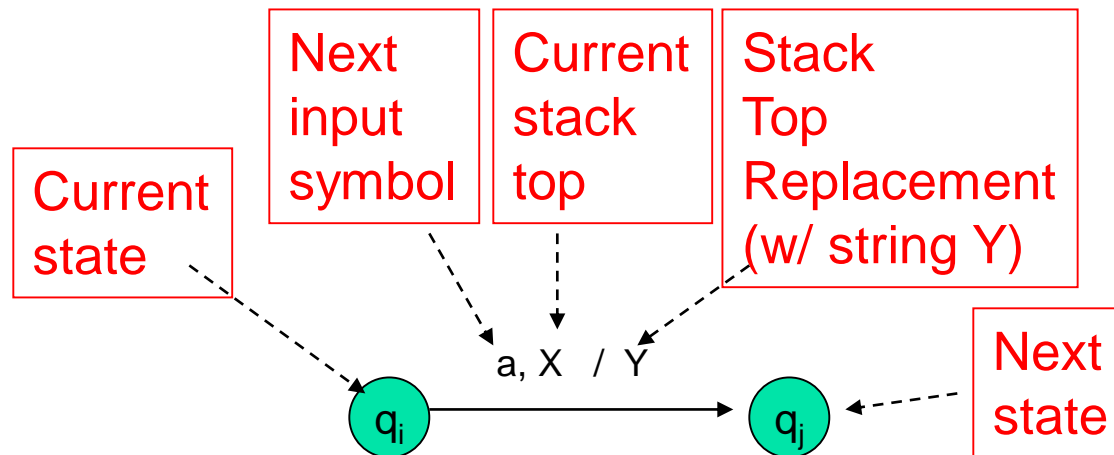 Next
input
symbol
Current
stack
top
Stack
Top
Replacement
(w/ string Y)
Current
state
a, X / Y
Next
state
qi
qj